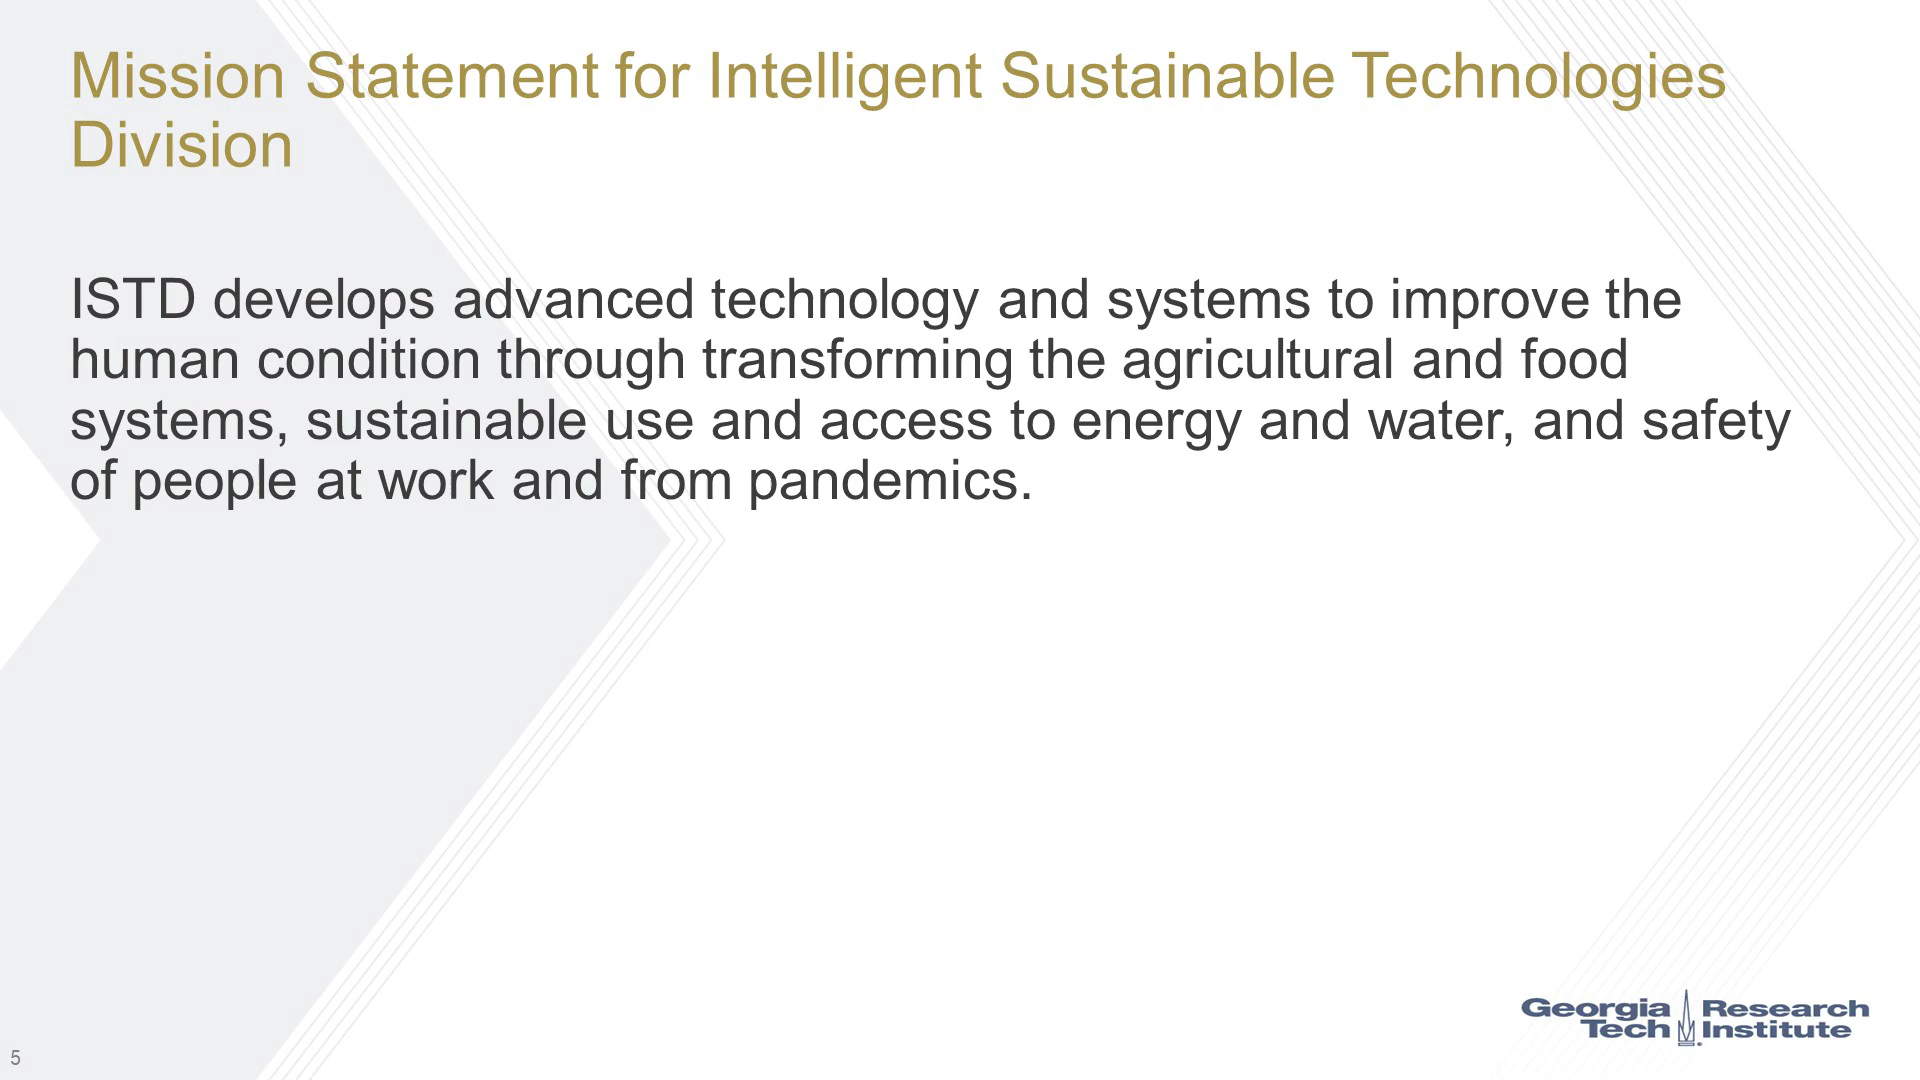 Mission Statement for Intelligent Sustainable Technologies
Division
ISTD develops advanced technology and systems to improve the
human condition through transforming the agricultural and food
systems, sustainable use and access to energy and water, and safety
of people at work and from pandemics.
Georgia Research
Tech Institute
5